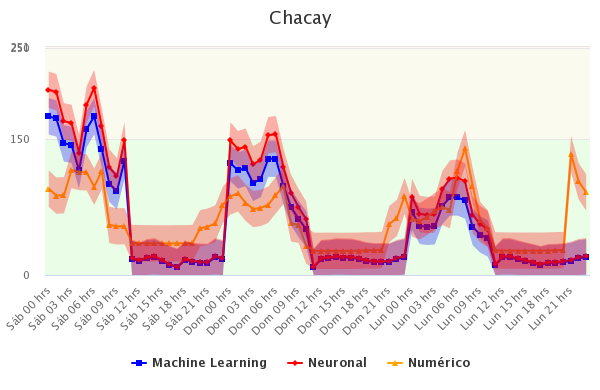 Chacay
150
0
Sáb 00 hrs
Sáb 03 hrs
Sáb 06 hrs
Sáb 09 hrs
Sáb 12 hrs
Sáb 15 hrs
Sáb 18 hrs
Sáb 21 hrs
Dom 00 hrs
Dom 03 hrs
Dom 06 hrs
Dom 09 hrs
Dom 12 hrs
Dom 15 hrs
Dom 18 hrs
Dom 21 hrs
Lun 00 hrs
Lun 03 hrs
Lun 06 hrs
Lun 09 hrs
Lun 12 hrs
Lun 15 hrs
Lun 18 hrs
Lun 21 hrs
Machine Learning Neuronal Numérico